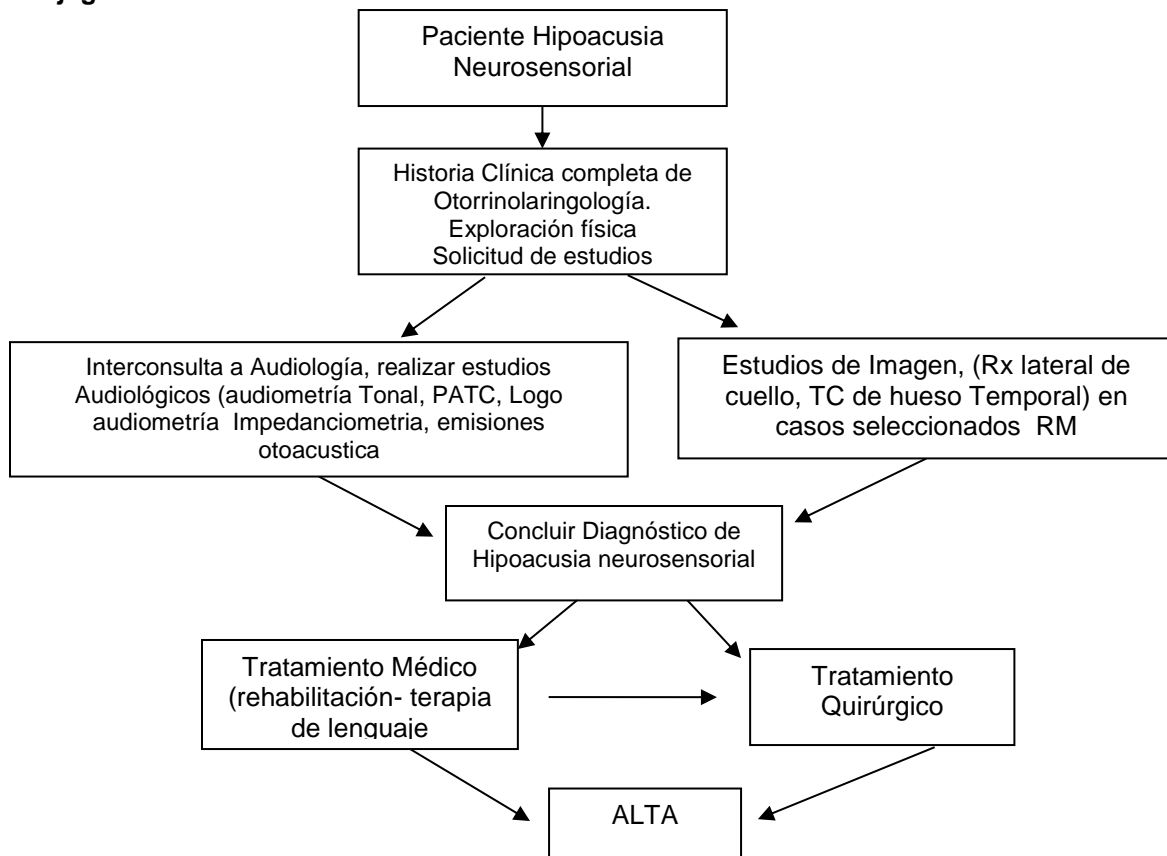 Paciente Hipoacusia
Neurosensorial
Historia Clínica completa de
Otorrinolaringología.
Exploración física
Solicitud de estudios
Interconsulta a Audiología, realizar estudios
Audiológicos (audiometría Tonal, PATC, Logo
audiometría Impedanciometria, emisiones
otoacustica
Estudios de Imagen, (Rx lateral de
cuello, TC de hueso Temporal) en
casos seleccionados RM
Concluir Diagnóstico de
Hipoacusia neurosensorial
Tratamiento Médico
(rehabilitación- terapia
de lenguaje
Tratamiento
Quirúrgico
ALTA